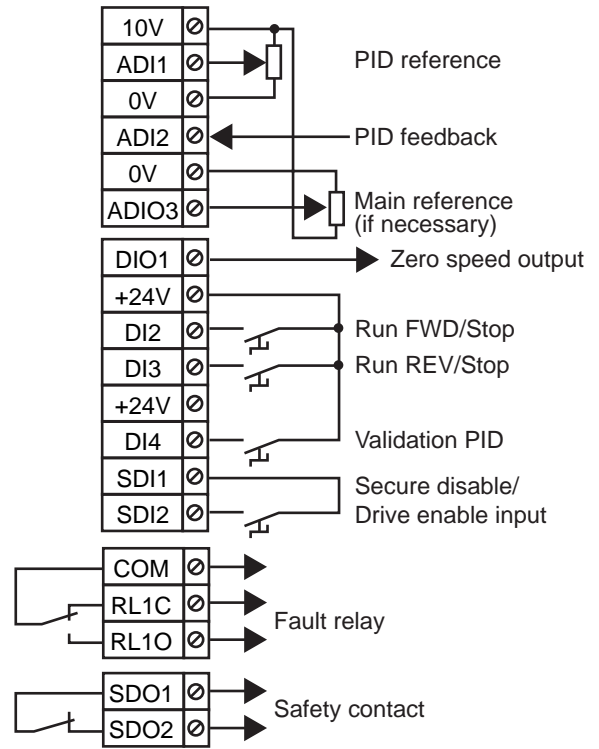 10V
ADI1
PID reference
0V
ADI2
PID feedback
0V
ADIO3
Main reference
(if necessary)
DIO1
Zero speed output
+24V
DI2
Run FWD/Stop
DI3
Run REV/Stop
+24V
DI4
Validation PID
SDI1
Secure disable/
SDI2
Drive enable input
COM
RL1C
Fault relay
RL1O
SDO1
Safety contact
SDO2